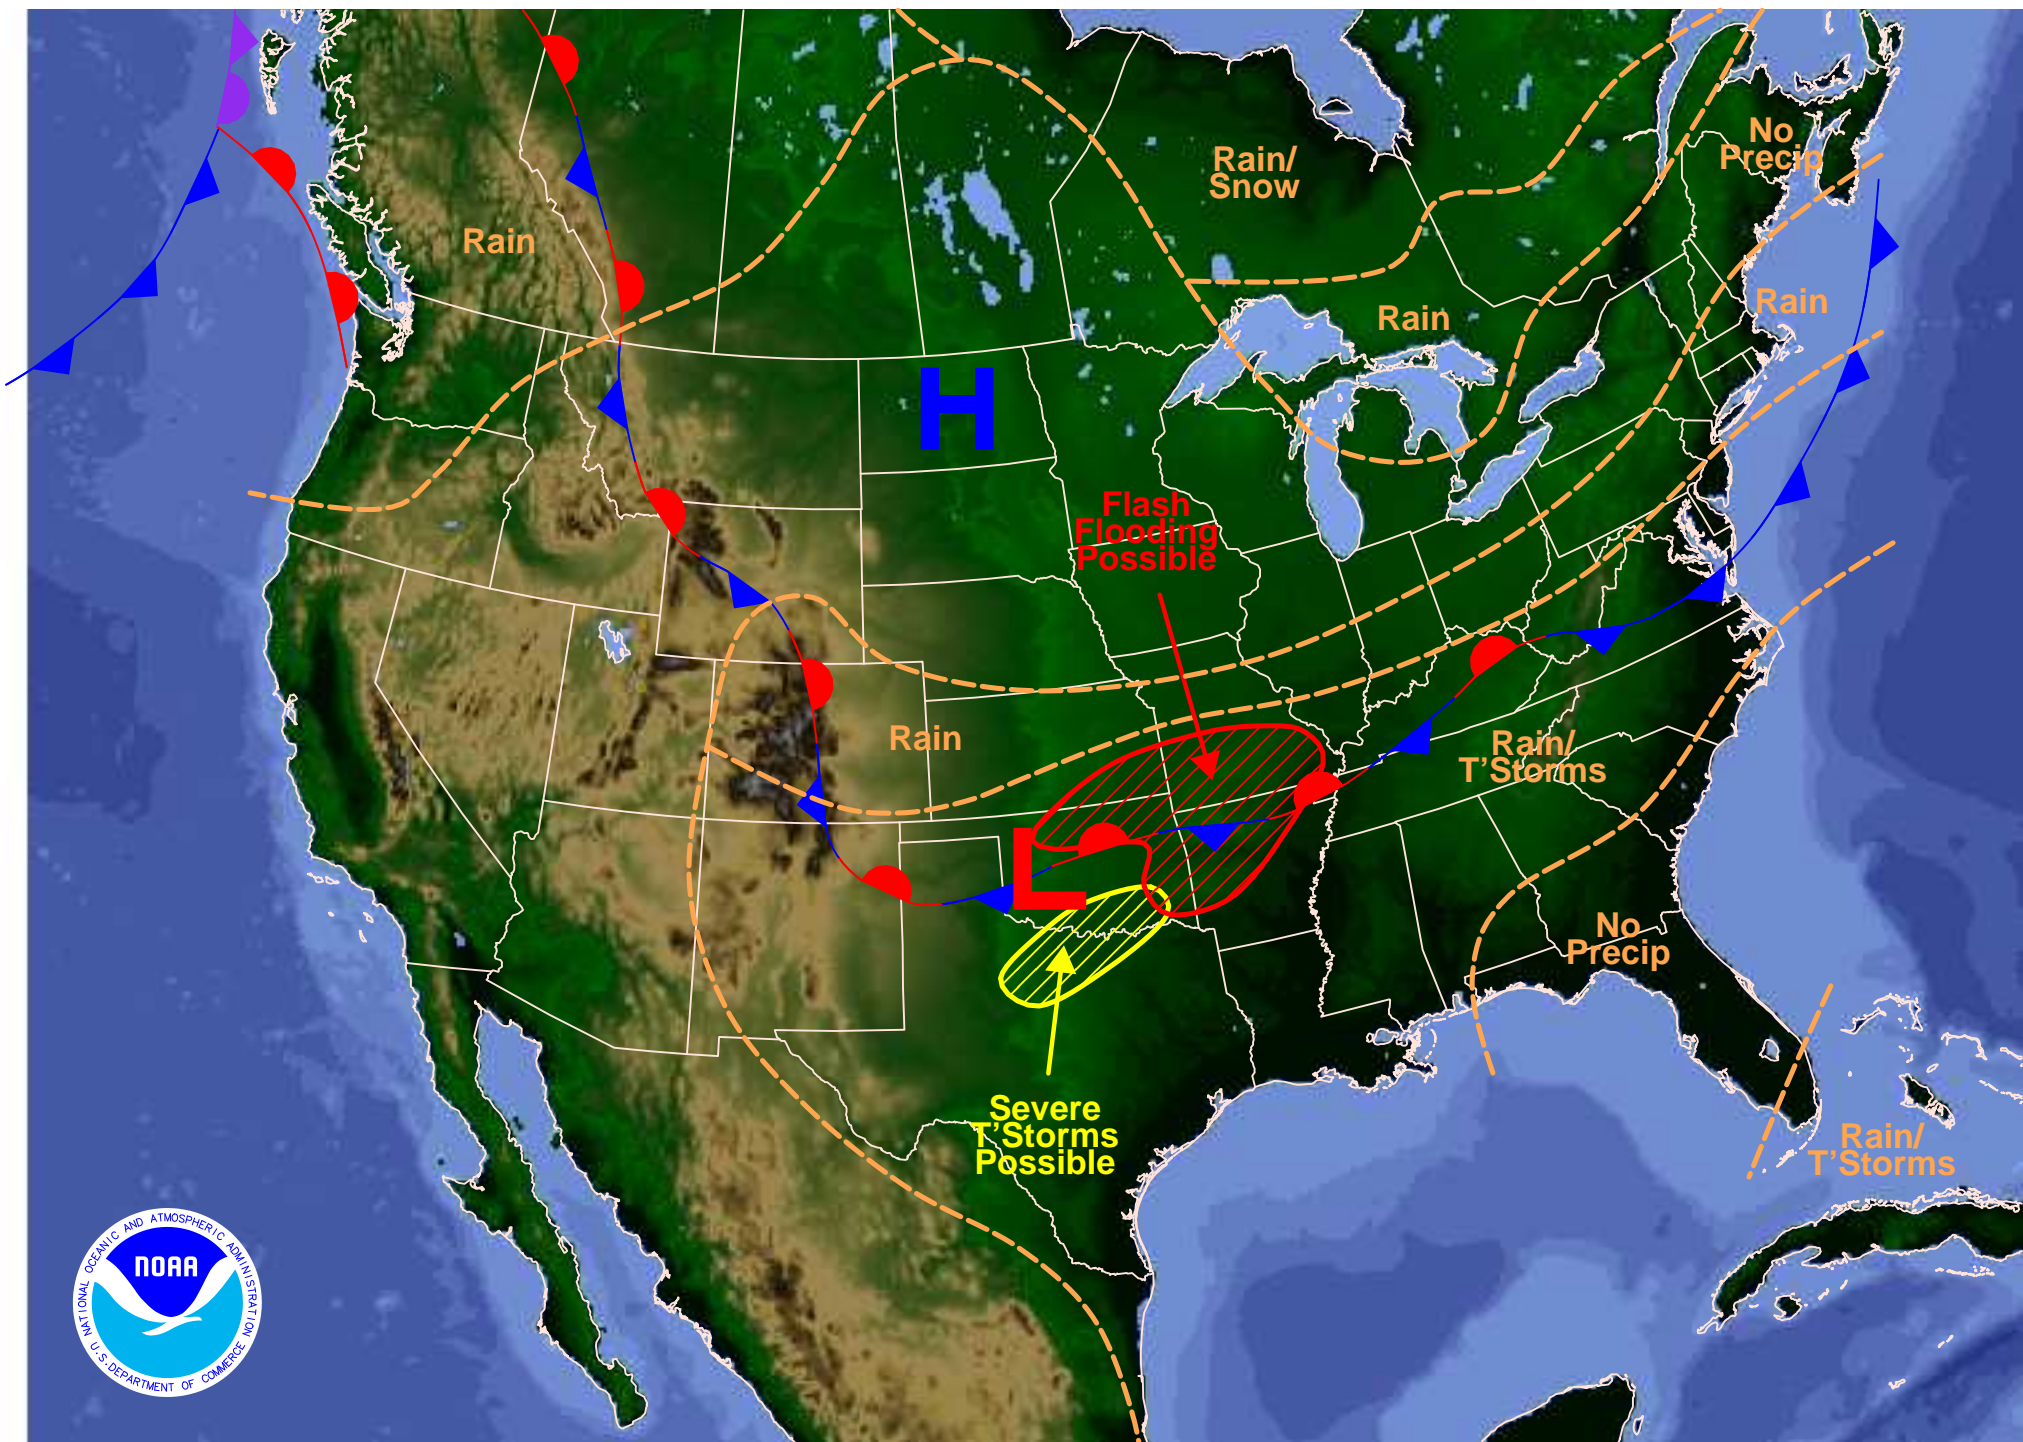 No
Precip
Rain/
Snow
Rain
Rain
Rain
H
Flash
Flooding
Possible
Rain
Rain/
T'Storms
L
No
Precip
Severe
T'Storms
Possible
Rain/
T'Storms
NATIONAL OCEANIC AND ATMOSPHERIC ADMINISTRATION
NOAA
U.S. DEPARTMENT OF COMMERCE